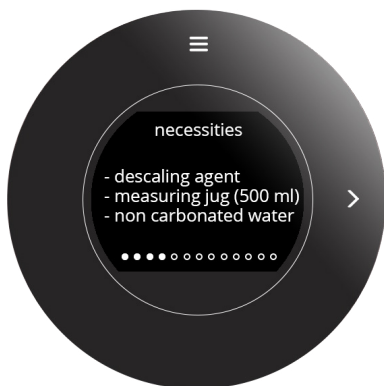 necessities
- descaling agent
- measuring jug (500 ml)
- non carbonated water